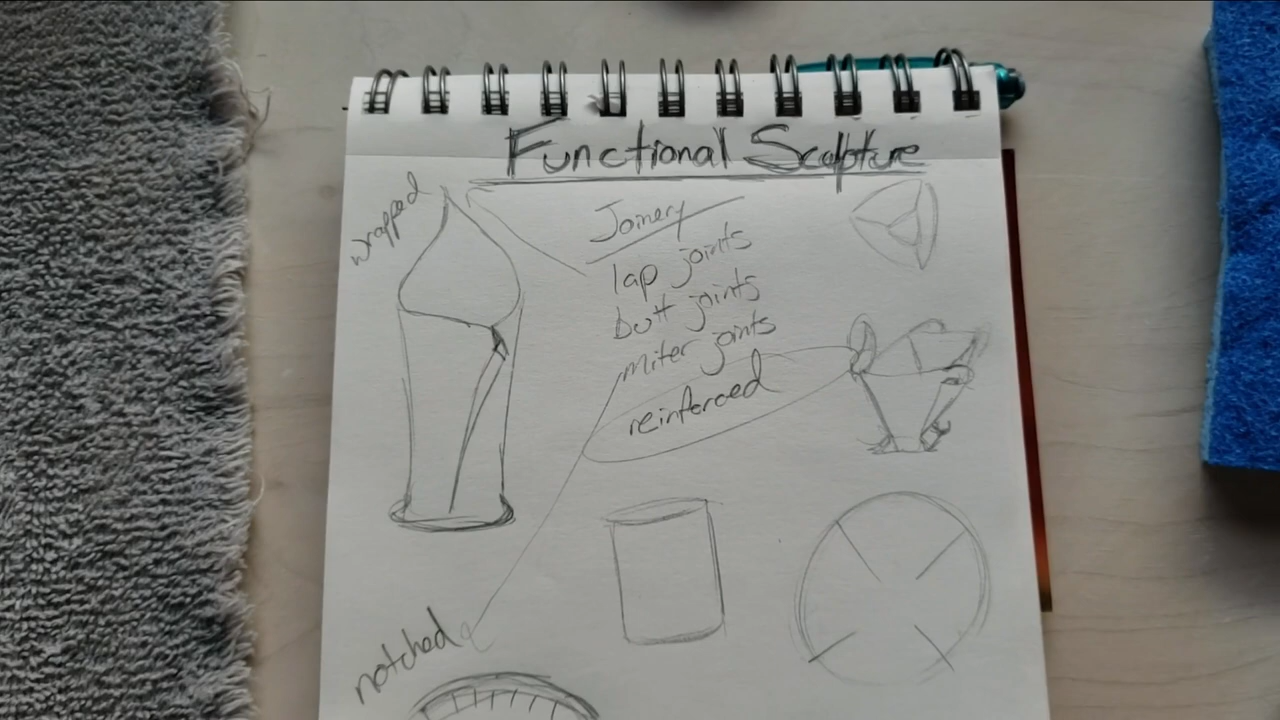 Functional Sculpture
wrapped
Joinery
lap joints
butt joints
miter joints
reinforced
notched